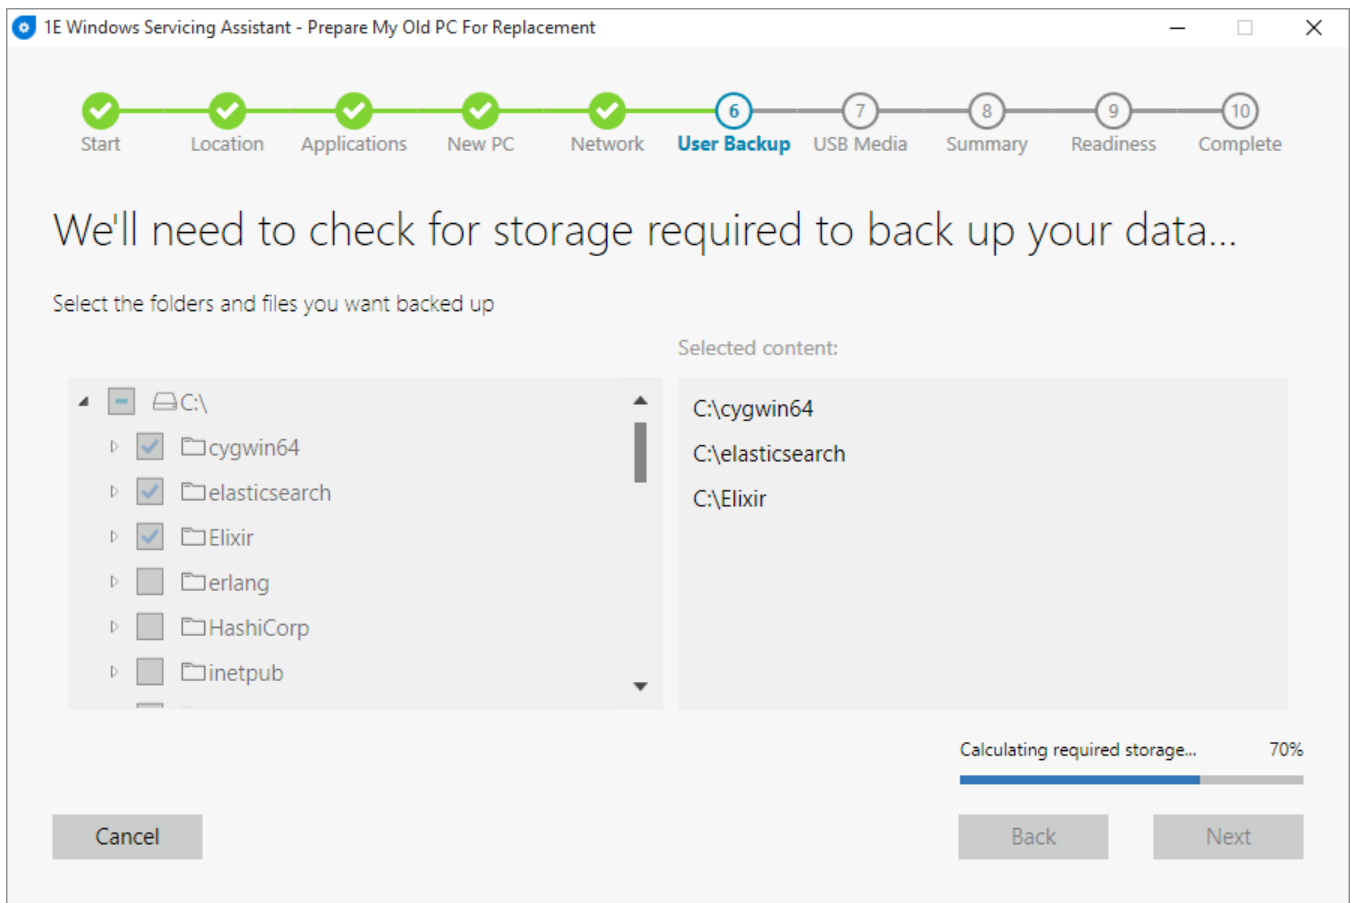 1E Windows Servicing Assistant - Prepare My Old PC For Replacement
6 7 8 9 10
Start Location Applications New PC Network User Backup USB Media Summary Readiness Complete
We'll need to check for storage required to back up your data...
Select the folders and files you want backed up
Selected content:
C:\
cygwin64
elasticsearch
Elixir
erlang
HashiCorp
inetpub
C:\cygwin64
C:\elasticsearch
C:\Elixir
Calculating required storage... 70%
Cancel Back Next